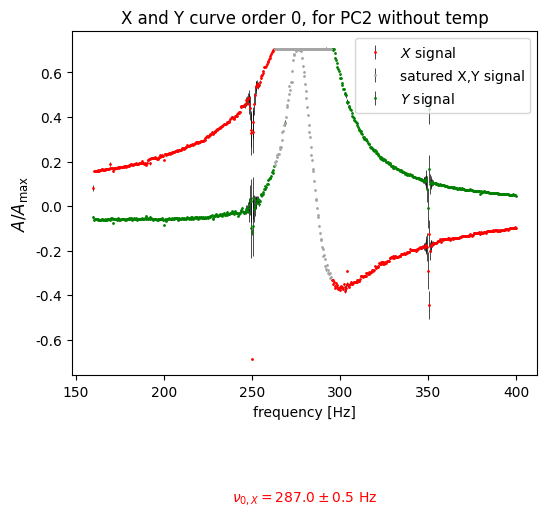 X and Y curve order 0, for PC2 without temp
X signal
satured X,Y signal
Y signal
A/A_max
0.6
0.4
0.2
0.0
-0.2
-0.4
-0.6
150 200 250 300 350 400
frequency [Hz]
ν₀,X = 287.0 ± 0.5 Hz